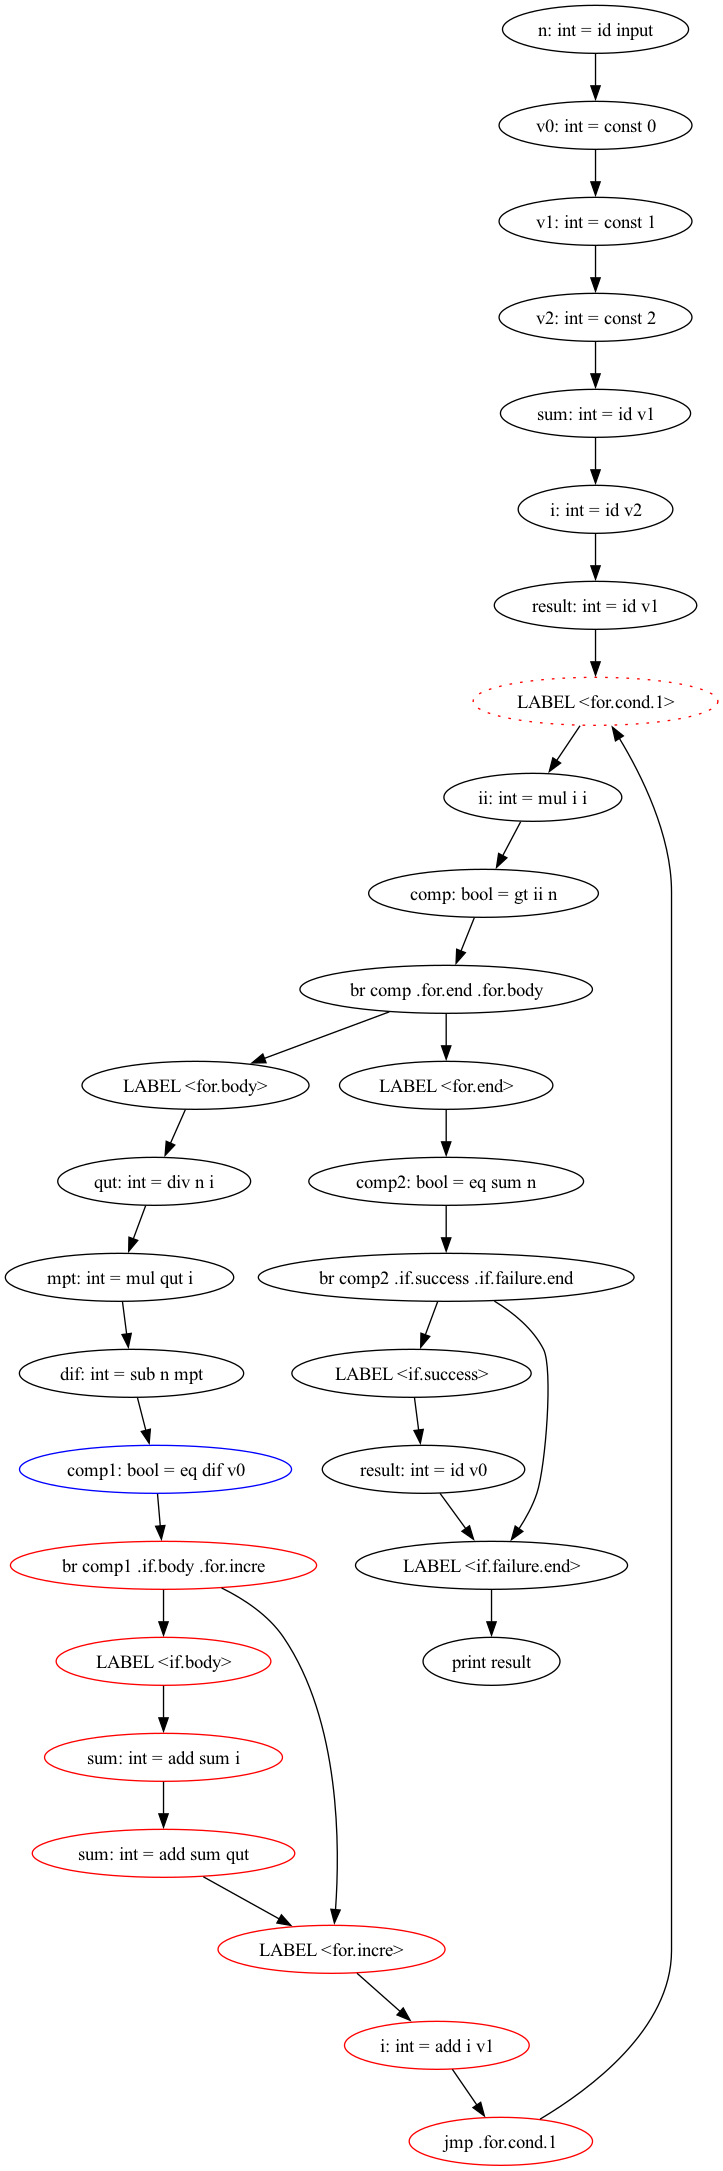 n: int = id input
v0: int = const 0
v1: int = const 1
v2: int = const 2
sum: int = id v1
i: int = id v2
result: int = id v1
LABEL <for.cond.1>
ii: int = mul i i
comp: bool = gt ii n
br comp .for.end .for.body
LABEL <for.body>
LABEL <for.end>
qut: int = div n i
comp2: bool = eq sum n
mpt: int = mul qut i
br comp2 .if.success .if.failure.end
dif: int = sub n mpt
LABEL <if.success>
comp1: bool = eq dif v0
result: int = id v0
br comp1 .if.body .for.incre
LABEL <if.failure.end>
LABEL <if.body>
print result
sum: int = add sum i
sum: int = add sum qut
LABEL <for.incre>
i: int = add i v1
jmp .for.cond.1